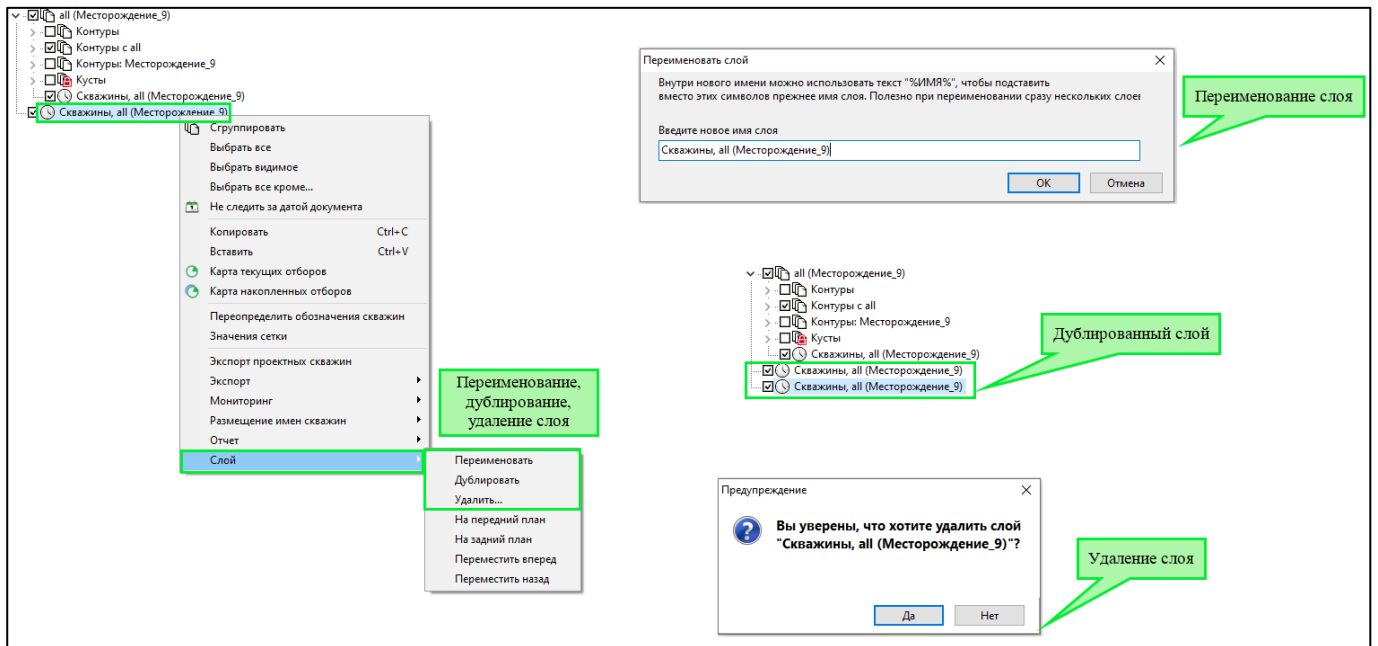 all (Месторождение_9)
Контуры
Контуры с all
Контуры: Месторождение_9
Кусты
Скважины, all (Месторождение_9)
Скважины, all (Месторождение_9)
Сгруппировать
Выбрать все
Выбрать видимое
Выбрать все кроме...
Не следить за датой документа
Копировать Ctrl+C
Вставить Ctrl+V
Карта текущих отборов
Карта накопленных отборов
Переопределить обозначения скважин
Значения сетки
Экспорт проектных скважин
Экспорт
Мониторинг
Размещение имен скважин
Отчет
Слой
Переименование,
дублирование,
удаление слоя
Переименовать
Дублировать
Удалить...
На передний план
На задний план
Переместить вперед
Переместить назад
Переименовать слой
Внутри нового имени можно использовать текст "%ИМЯ%", чтобы подставить
вместо этих символов прежнее имя слоя. Полезно при переименовании сразу нескольких слоев
Введите новое имя слоя
Скважины, all (Месторождение_9)
ОК Отмена
Переименование слоя
all (Месторождение_9)
Контуры
Контуры с all
Контуры: Месторождение_9
Кусты
Скважины, all (Месторождение_9)
Скважины, all (Месторождение_9)
Скважины, all (Месторождение_9)
Дублированный слой
Предупреждение
Вы уверены, что хотите удалить слой
"Скважины, all (Месторождение_9)"?
Да Нет
Удаление слоя